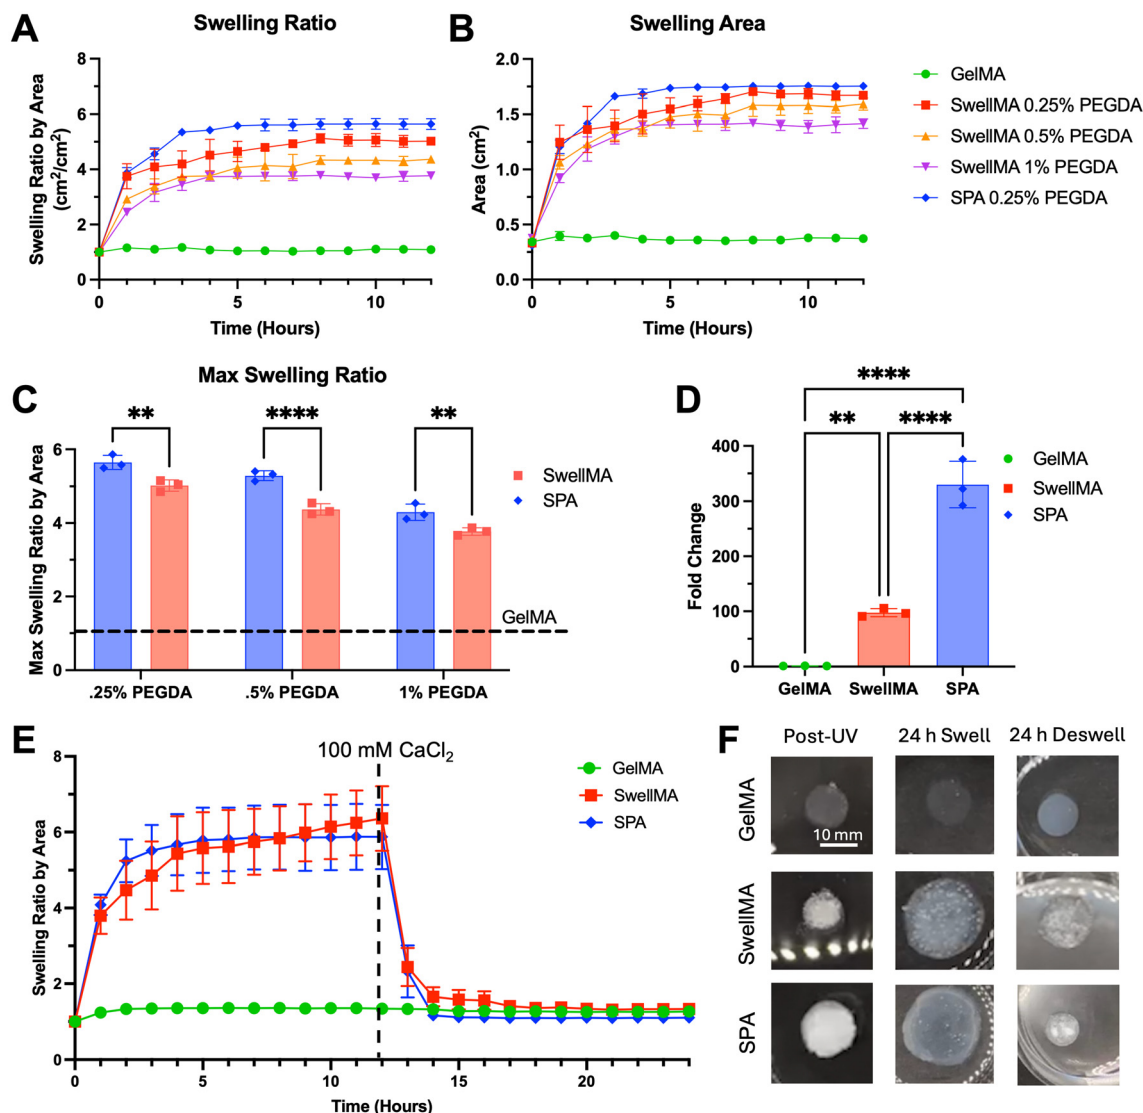 A
Swelling Ratio
Swelling Ratio by Area
(cm²/cm²)
8
6
4
2
0
0
5
10
Time (Hours)
B
Swelling Area
Area (cm²)
2.0
1.5
1.0
0.5
0.0
0
5
10
Time (Hours)
GelMA
SwellMA 0.25% PEGDA
SwellMA 0.5% PEGDA
SwellMA 1% PEGDA
SPA 0.25% PEGDA
C
Max Swelling Ratio
Max Swelling Ratio by Area
6
4
2
0
**
****
**
SwellMA
SPA
GelMA
.25% PEGDA
.5% PEGDA
1% PEGDA
D
****
**
****
Fold Change
400
300
200
100
0
GelMA
SwellMA
SPA
GelMA
SwellMA
SPA
E
100 mM CaCl₂
Swelling Ratio by Area
8
6
4
2
0
0
5
10
15
20
Time (Hours)
GelMA
SwellMA
SPA
F
Post-UV
24 h Swell
24 h Deswell
GelMA
10 mm
SwellMA
SPA